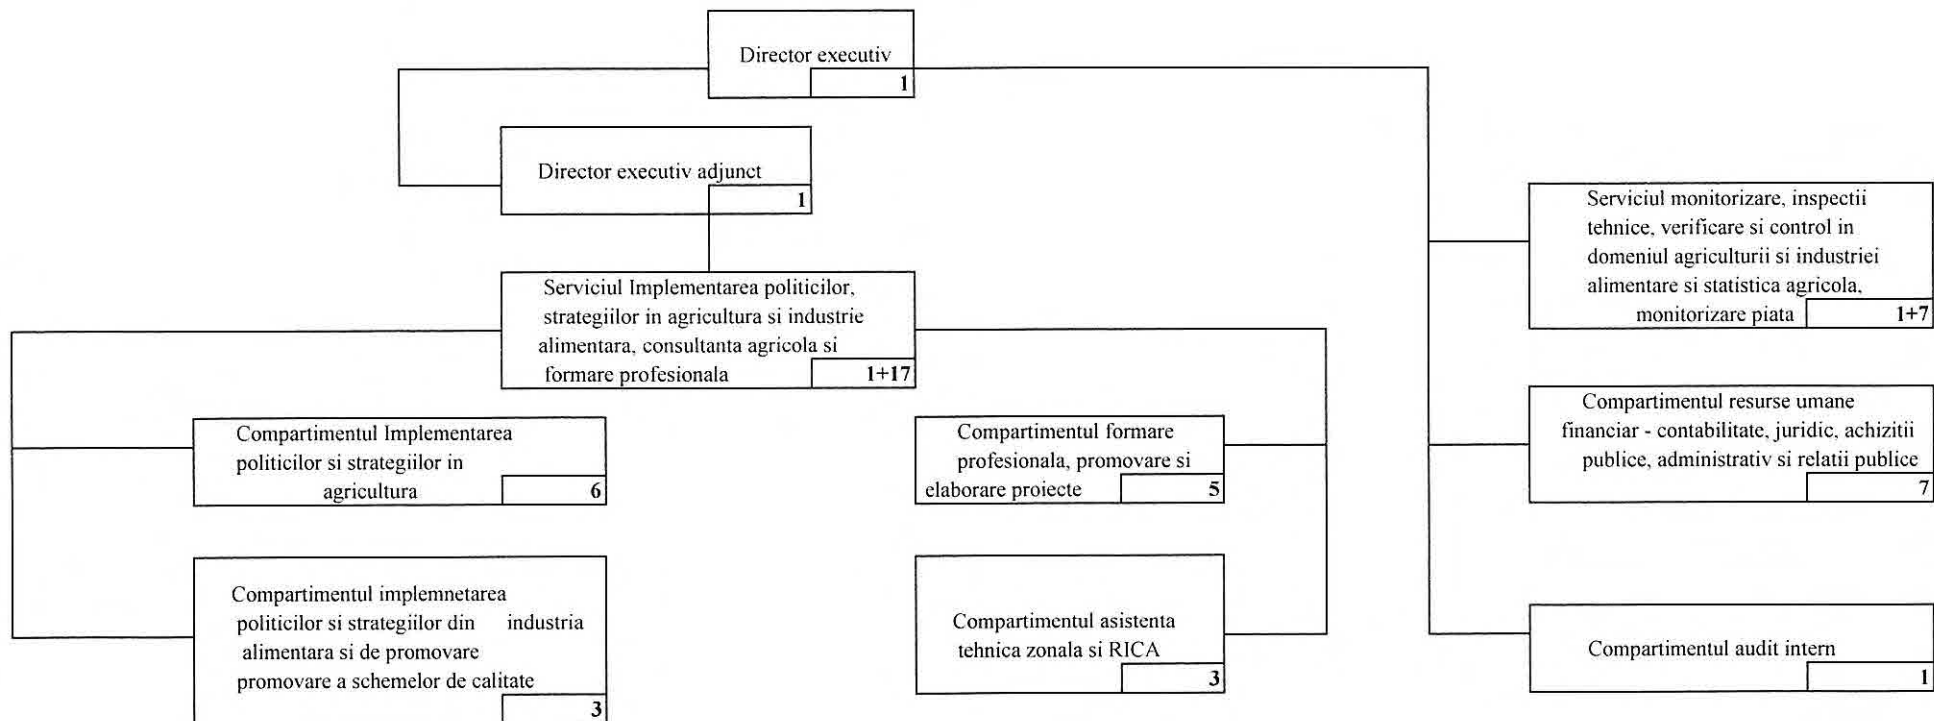 Director executiv
1
Director executiv adjunct
1
Serviciul Implementarea politicilor,
strategiilor in agricultura si industrie
alimentara, consultanta agricola si
formare profesionala
1+17
Compartimentul Implementarea
politicilor si strategiilor in
agricultura
6
Compartimentul implemnetarea
politicilor si strategiilor din industria
alimentara si de promovare
promovare a schemelor de calitate
3
Compartimentul formare
profesionala, promovare si
elaborare proiecte
5
Compartimentul asistenta
tehnica zonala si RICA
3
Serviciul monitorizare, inspectii
tehnice, verificare si control in
domeniul agriculturii si industriei
alimentare si statistica agricola,
monitorizare piata
1+7
Compartimentul resurse umane
financiar - contabilitate, juridic, achizitii
publice, administrativ si relatii publice
7
Compartimentul audit intern
1